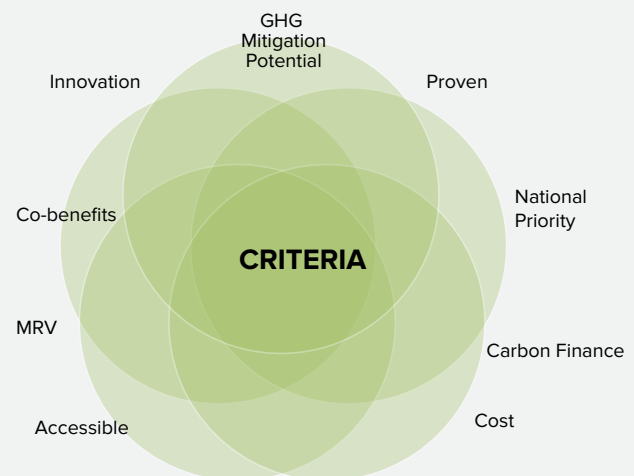 GHG
Mitigation
Potential
Innovation
Proven
National
Priority
Co-benefits
CRITERIA
MRV
Carbon Finance
Accessible
Cost